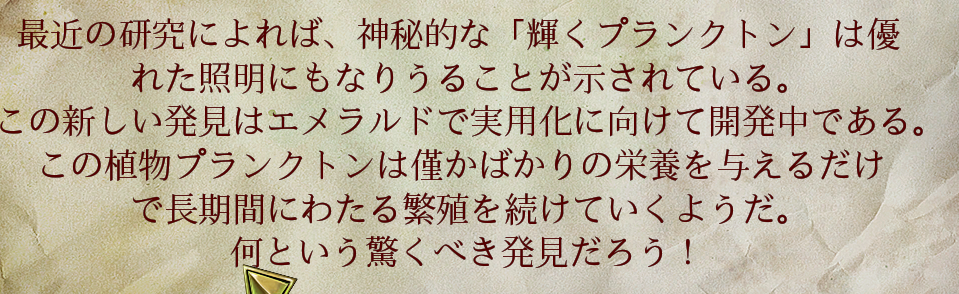 最近の研究によれば、神秘的な「輝くプランクトン」は優
れた照明にもなりうることが示されている。
この新しい発見はエメラルドで実用化に向けて開発中である。
この植物プランクトンは僅かばかりの栄養を与えるだけ
で長期間にわたる繁殖を続けていくようだ。
何という驚くべき発見だろう！